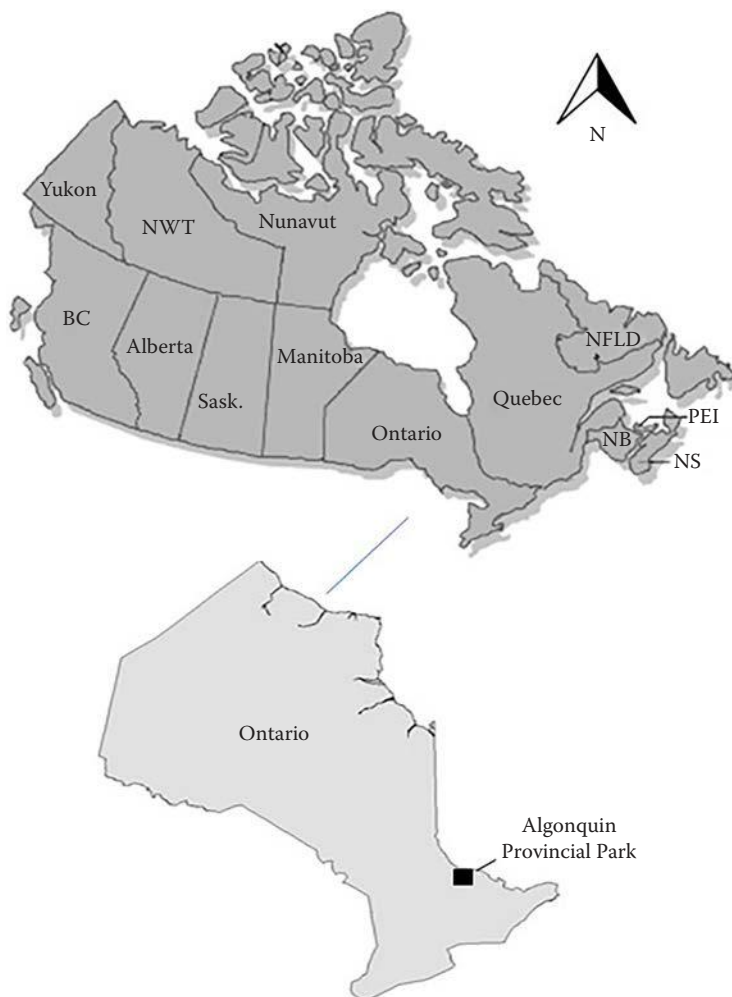 N
Yukon
NWT
Nunavut
BC
Alberta
Sask.
Manitoba
Ontario
Quebec
NFLD
PEI
NB
NS
Ontario
Algonquin
Provincial Park